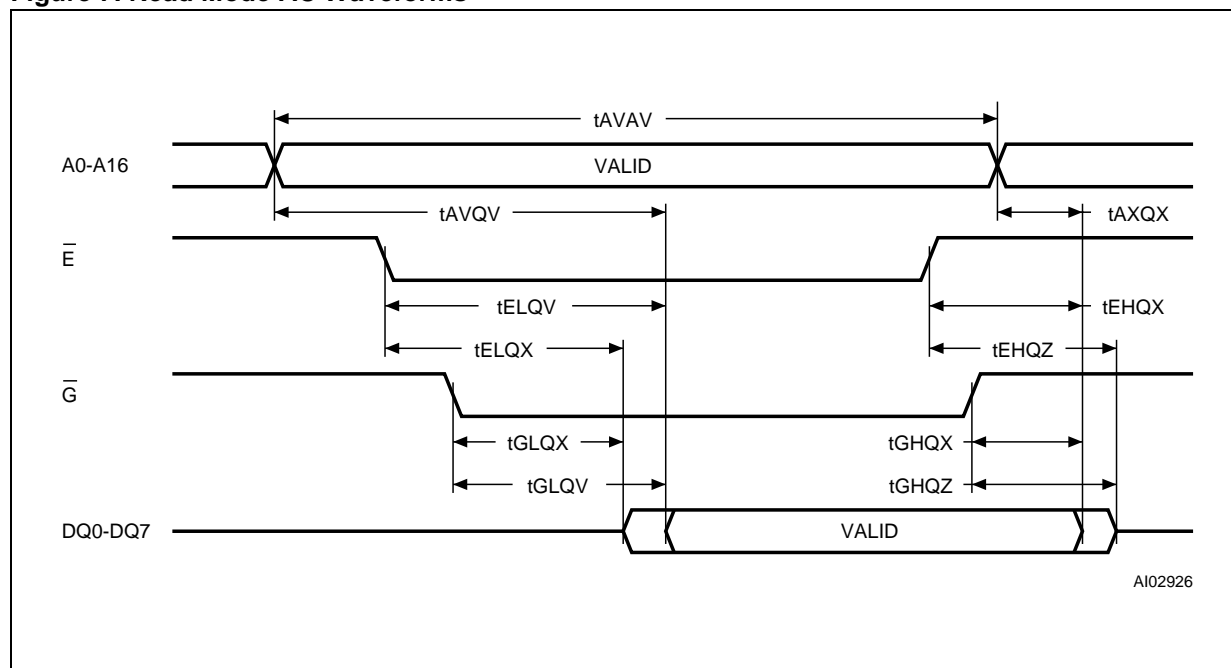 Figure 7. Read Mode AC Waveforms
tAVAV
A0-A16
VALID
tAVQV
tAXQX
E
tELQV
tEHQX
tELQX
tEHQZ
G
tGLQX
tGHQX
tGLQV
tGHQZ
DQ0-DQ7
VALID
AI02926